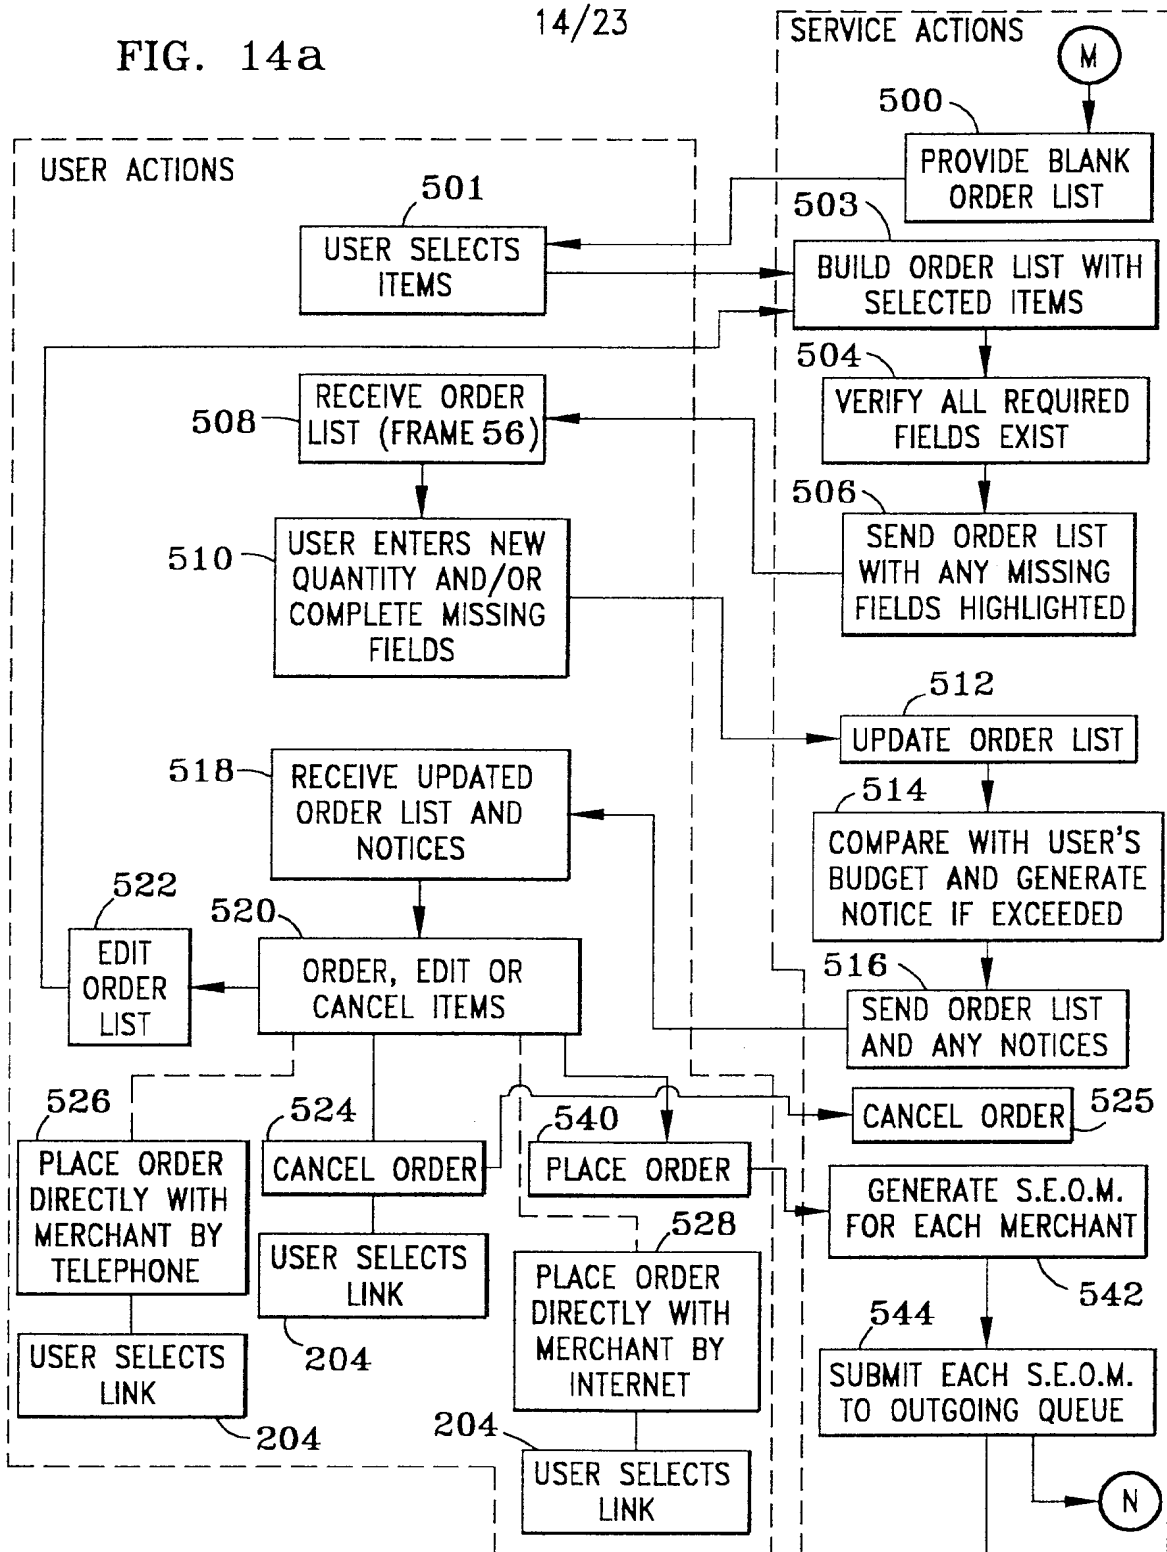 14/23
FIG. 14a
SERVICE ACTIONS
M
500
PROVIDE BLANK
ORDER LIST
USER ACTIONS
501
USER SELECTS
ITEMS
503
BUILD ORDER LIST WITH
SELECTED ITEMS
504
VERIFY ALL REQUIRED
FIELDS EXIST
508
RECEIVE ORDER
LIST (FRAME 56)
506
SEND ORDER LIST
WITH ANY MISSING
FIELDS HIGHLIGHTED
510
USER ENTERS NEW
QUANTITY AND/OR
COMPLETE MISSING
FIELDS
512
UPDATE ORDER LIST
518
RECEIVE UPDATED
ORDER LIST AND
NOTICES
514
COMPARE WITH USER'S
BUDGET AND GENERATE
NOTICE IF EXCEEDED
522
EDIT
ORDER
LIST
520
ORDER, EDIT OR
CANCEL ITEMS
516
SEND ORDER LIST
AND ANY NOTICES
526
PLACE ORDER
DIRECTLY WITH
MERCHANT BY
TELEPHONE
524
CANCEL ORDER
540
PLACE ORDER
CANCEL ORDER
525
GENERATE S.E.O.M.
FOR EACH MERCHANT
542
USER SELECTS
LINK
204
528
PLACE ORDER
DIRECTLY WITH
MERCHANT BY
INTERNET
544
SUBMIT EACH S.E.O.M.
TO OUTGOING QUEUE
USER SELECTS
LINK
204
204
USER SELECTS
LINK
N